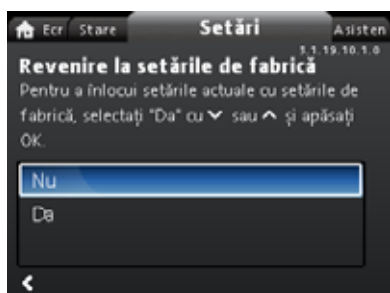 Ecr Stare Setări Asisten
3.1.19.10.1.0
Revenire la setările de fabrică
Pentru a înlocui setările actuale cu setările de
fabrică, selectați "Da" cu ⌄ sau ⌃ și apăsați
OK.
Nu
Da